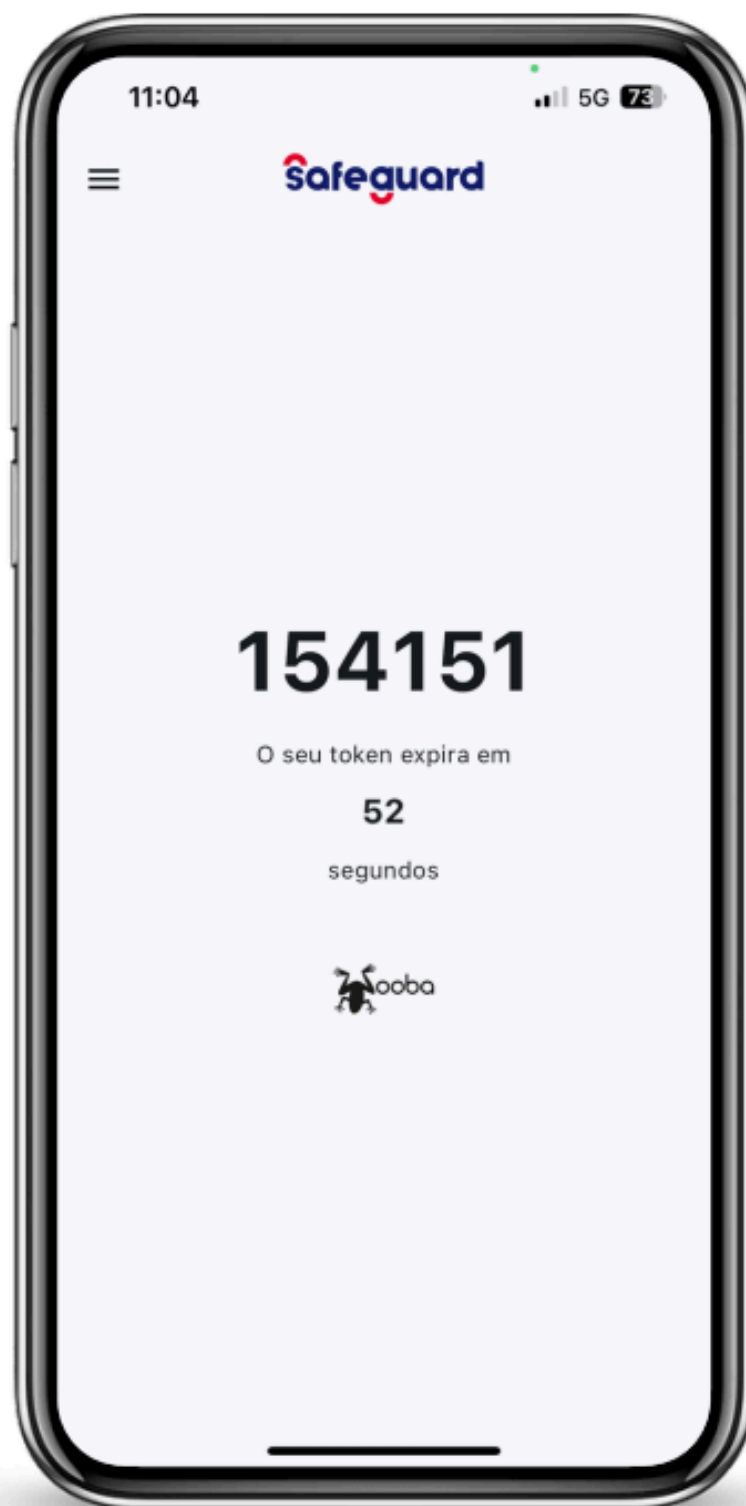 11:04
5G 73
safeguard
154151
O seu token expira em
52
segundos
ooba